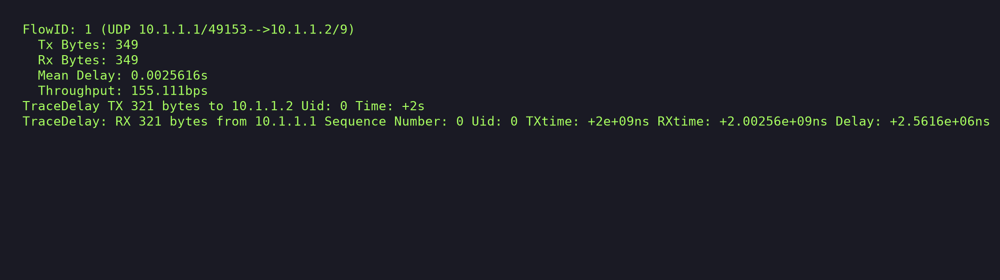 FlowID: 1 (UDP 10.1.1.1/49153-->10.1.1.2/9)
  Tx Bytes: 349
  Rx Bytes: 349
  Mean Delay: 0.0025616s
  Throughput: 155.111bps
TraceDelay TX 321 bytes to 10.1.1.2 Uid: 0 Time: +2s
TraceDelay: RX 321 bytes from 10.1.1.1 Sequence Number: 0 Uid: 0 TXtime: +2e+09ns RXtime: +2.00256e+09ns Delay: +2.5616e+06ns